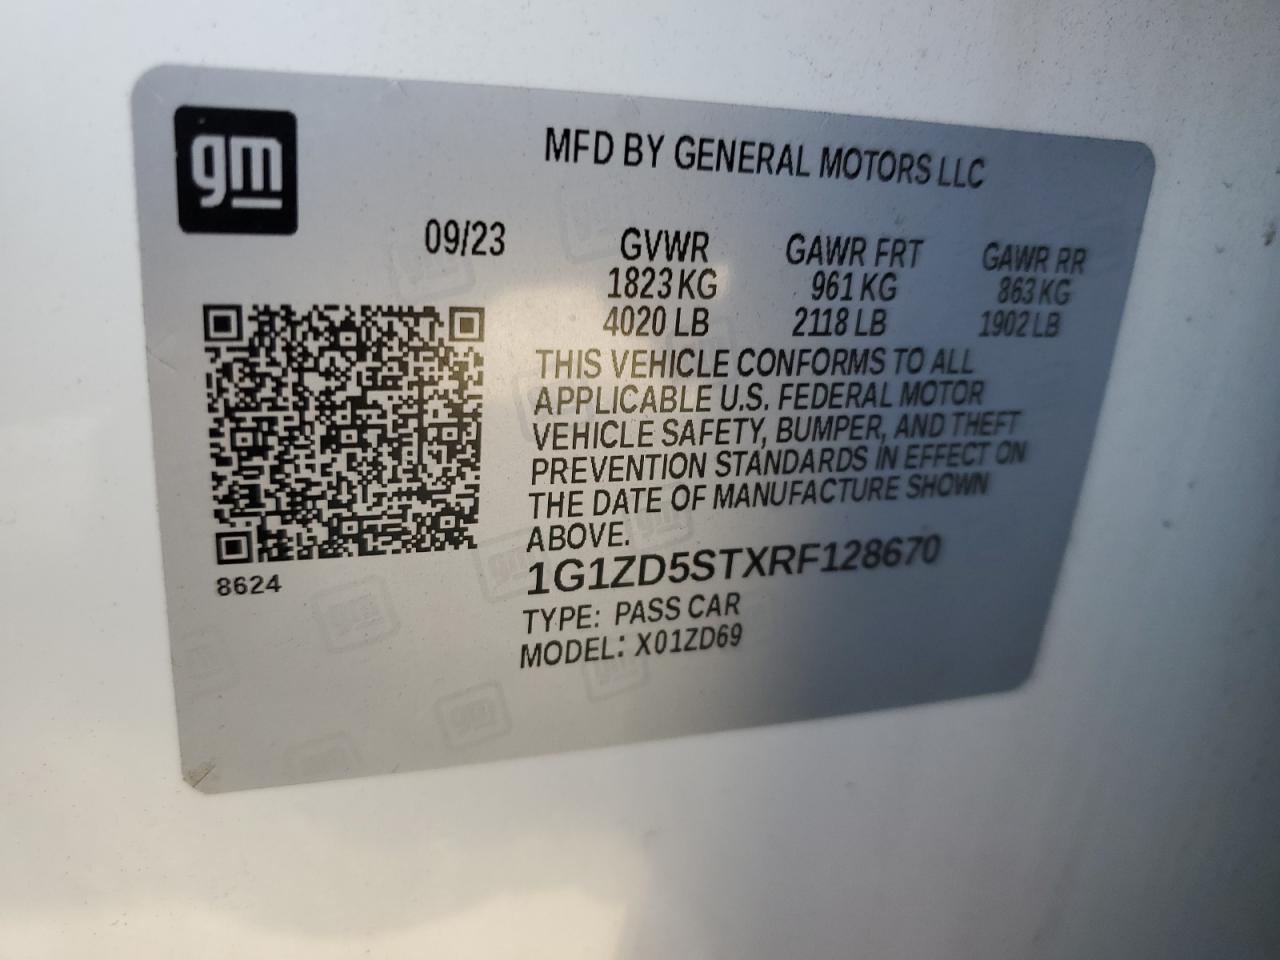 gm
MFD BY GENERAL MOTORS LLC
09/23 GVWR GAWR FRT GAWR RR
1823 KG 961 KG 863 KG
4020 LB 2118 LB 1902 LB
THIS VEHICLE CONFORMS TO ALL
APPLICABLE U.S. FEDERAL MOTOR
VEHICLE SAFETY, BUMPER, AND THEFT
PREVENTION STANDARDS IN EFFECT ON
THE DATE OF MANUFACTURE SHOWN
ABOVE.
8624
1G1ZD5STXRF128670
TYPE: PASS CAR
MODEL: X01ZD69